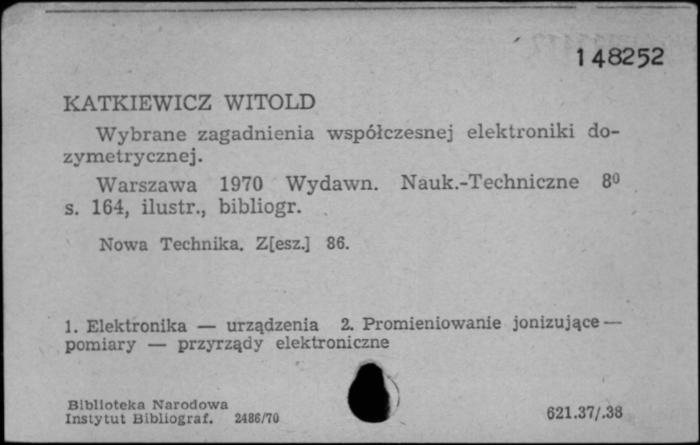 148252
KATKIEWICZ WITOLD
Wybrane zagadnienia współczesnej elektroniki do-
zymetrycznej.
Warszawa 1970 Wydawn. Nauk.-Techniczne 8⁰
s. 164, ilustr., bibliogr.
Nowa Technika. Z[esz.] 86.
1. Elektronika — urządzenia 2. Promieniowanie jonizujące —
pomiary — przyrządy elektroniczne
Biblioteka Narodowa
Instytut Bibliograf. 2486/70
621.37/.38